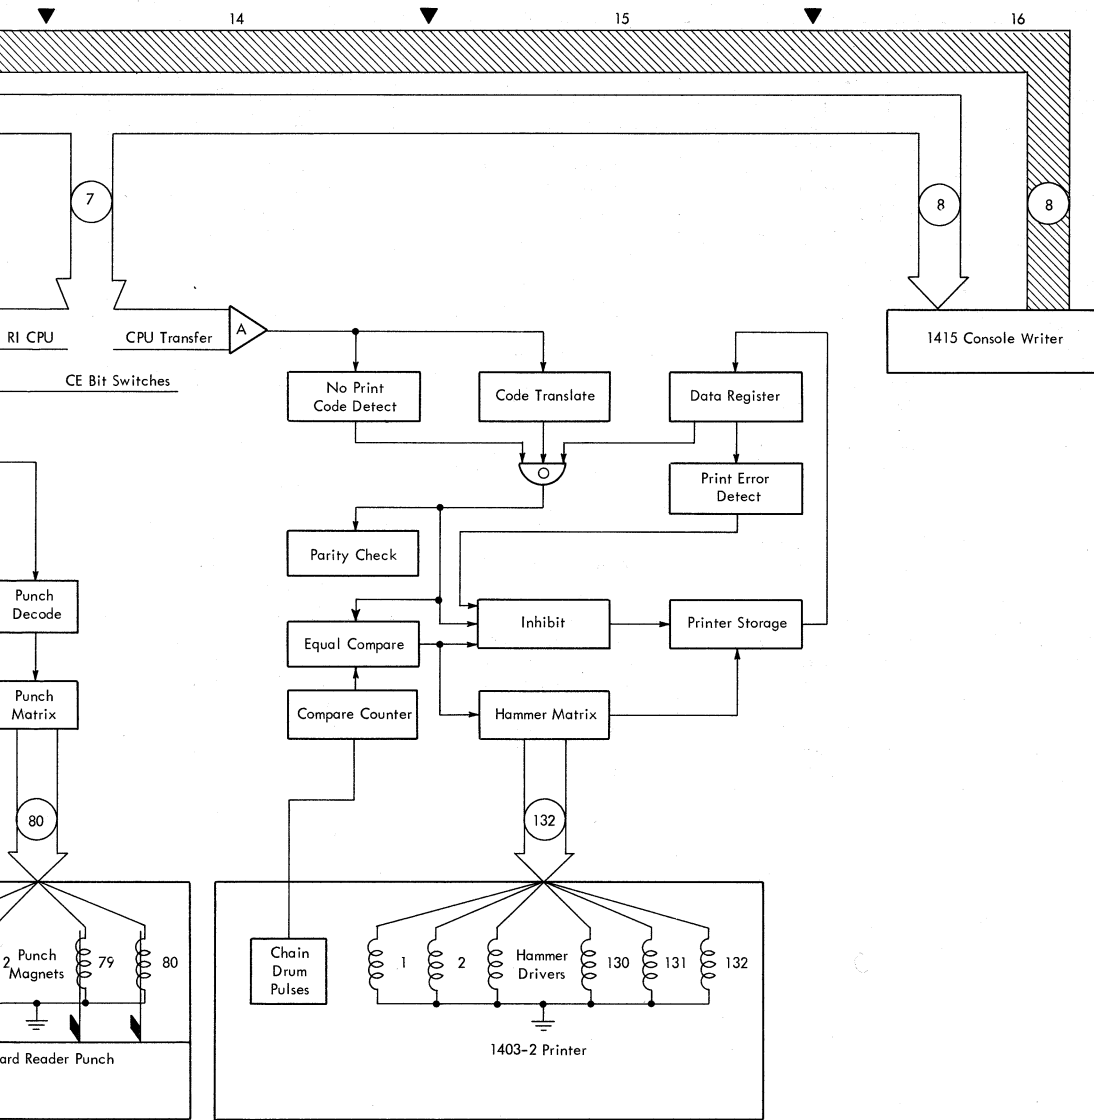 14
15
16
7
8
8
A
RI CPU
CPU Transfer
1415 Console Writer
CE Bit Switches
No Print
Code Detect
Code Translate
Data Register
O
Print Error
Detect
Parity Check
Punch
Decode
Inhibit
Printer Storage
Equal Compare
Punch
Matrix
Compare Counter
Hammer Matrix
80
132
2
Punch
Magnets
79
80
Chain
Drum
Pulses
1
2
Hammer
Drivers
130
131
132
1403-2 Printer
ard Reader Punch